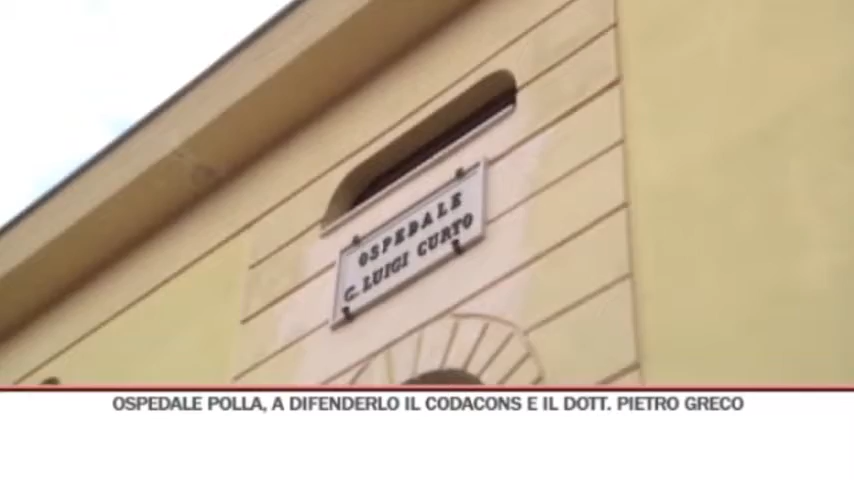 OSPEDALE
C. LUIGI CURTO
OSPEDALE POLLA, A DIFENDERLO IL CODACONS E IL DOTT. PIETRO GRECO